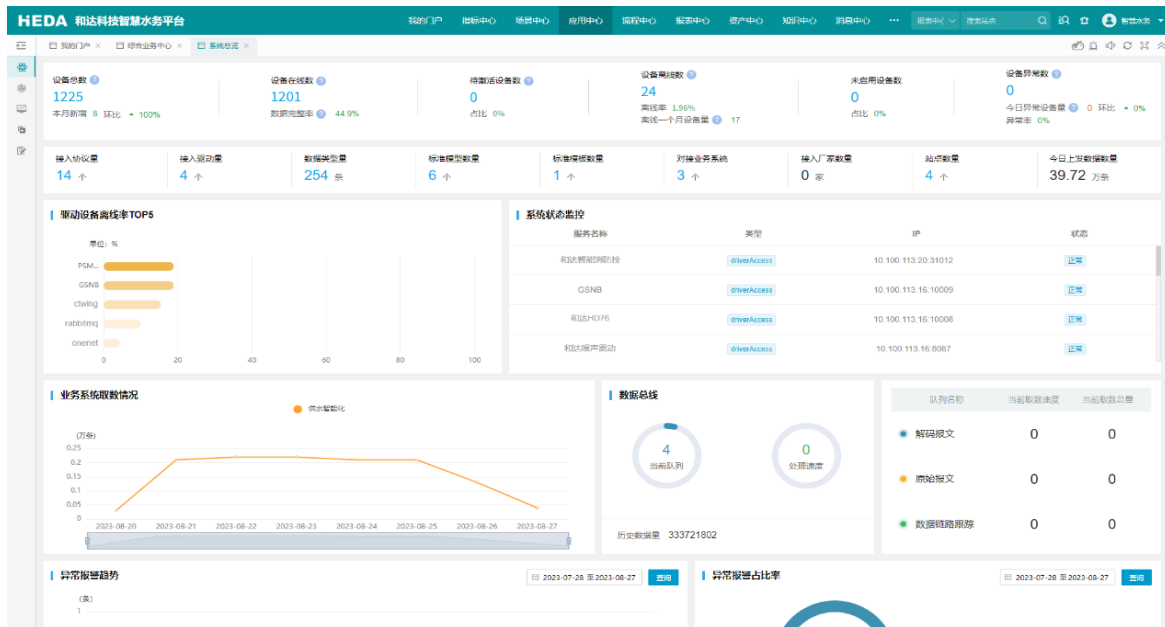 HEDA 和达科技智慧水务平台
我的门户 指标中心 场景中心 应用中心 流程中心 报表中心 资产中心 知识中心 消息中心 ••• 报表中心 搜索站点 智慧水务
我的门户 × 综合业务中心 × 系统总览 ×
设备总数 设备在线数 待激活设备数 设备离线数 未启用设备数 设备异常数
1225 1201 0 24 0 0
本月新增 8 环比 100% 数据完整率 44.9% 占比 0% 离线率 1.96% 占比 0% 今日异常设备量 0 环比 0%
离线一个月设备量 17 异常率 0%
接入协议量 接入驱动量 数据类型量 标准模型数量 标准模板数量 对接业务系统 接入厂家数量 站点数量 今日上发数据数量
14 个 4 个 254 条 6 个 1 个 3 个 0 家 4 个 39.72 万条
驱动设备离线率TOP5
单位: %
PSM...
GSNB
ctwing
rabbitmq
onenet
0 20 40 60 80 100
系统状态监控
服务名称 类型 IP 状态
和达智能消防栓 driverAccess 10.100.113.20:31012 正常
GSNB driverAccess 10.100.113.16:10009 正常
和达HD76 driverAccess 10.100.113.16:10008 正常
和达噪声振动 driverAccess 10.100.113.16:8067 正常
业务系统取数情况
供水智能化
(万条)
0.25
0.2
0.15
0.1
0.05
0
2023-08-20 2023-08-21 2023-08-22 2023-08-23 2023-08-24 2023-08-25 2023-08-26 2023-08-27
数据总线
4 0
当前队列 处理速度
历史数据量 333721802
队列名称 当前取数速度 当前取数总量
解码报文 0 0
原始报文 0 0
数据链路跟踪 0 0
异常报警趋势 2023-07-28 至 2023-08-27 查询
(条)
1
异常报警占比率 2023-07-28 至 2023-08-27 查询